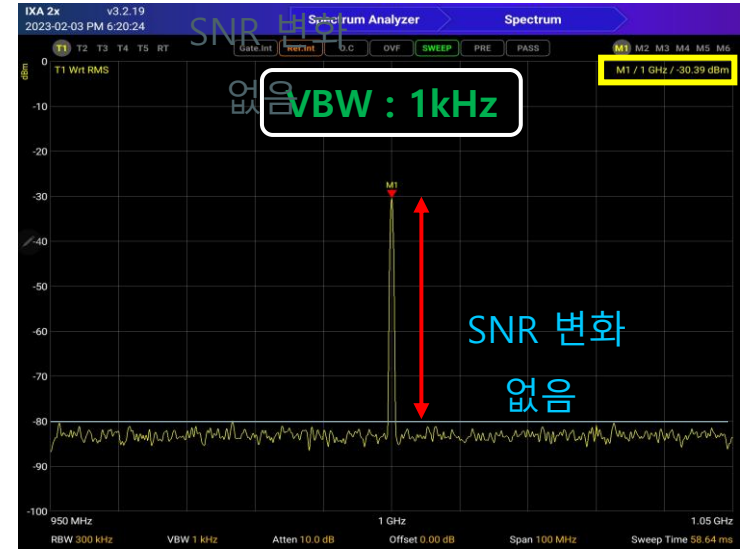 IXA 2x v3.2.19
2023-02-03 PM 6:20:24
Spectrum Analyzer
Spectrum
SNR 변화
없음
T1 T2 T3 T4 T5 RT
Gate.Int Ref.Int O.C OVF SWEEP PRE PASS
M1 M2 M3 M4 M5 M6
dBm
T1 Wrt RMS
M1 / 1 GHz / -30.39 dBm
VBW : 1kHz
0
-10
-20
-30
-40
-50
-60
-70
-80
-90
-100
M1
SNR 변화
없음
950 MHz 1 GHz 1.05 GHz
RBW 300 kHz VBW 1 kHz Atten 10.0 dB Offset 0.00 dB Span 100 MHz Sweep Time 58.64 ms